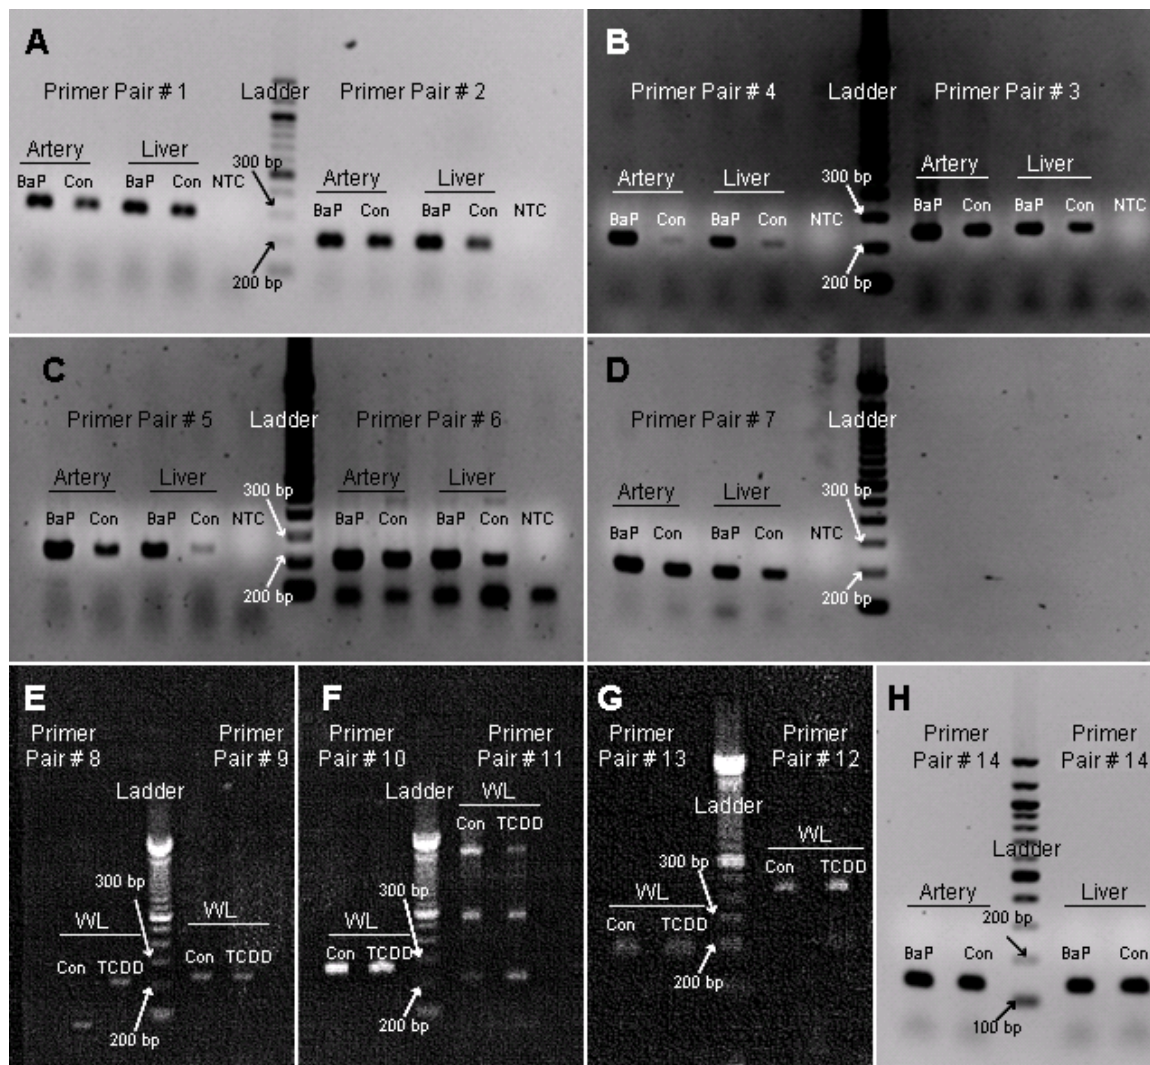 A
Primer Pair # 1
Ladder
Primer Pair # 2
Artery
Liver
300 bp
BaP
Con
BaP
Con
NTC
Artery
Liver
BaP
Con
BaP
Con
NTC
200 bp
B
Primer Pair # 4
Ladder
Primer Pair # 3
Artery
Liver
300 bp
Artery
Liver
BaP
Con
BaP
Con
NTC
BaP
Con
BaP
Con
NTC
200 bp
C
Primer Pair # 5
Ladder
Primer Pair # 6
Artery
Liver
300 bp
Artery
Liver
BaP
Con
BaP
Con
NTC
BaP
Con
BaP
Con
NTC
200 bp
D
Primer Pair # 7
Ladder
Artery
Liver
300 bp
BaP
Con
BaP
Con
NTC
200 bp
E
Primer
Pair # 8
Primer
Pair # 9
Ladder
300 bp
WL
WL
Con
TCDD
Con
TCDD
200 bp
F
Primer
Pair # 10
Primer
Pair # 11
Ladder
WL
Con
TCDD
300 bp
WL
Con
TCDD
200 bp
G
Primer
Pair # 13
Primer
Pair # 12
Ladder
WL
Con
TCDD
300 bp
WL
Con
TCDD
200 bp
H
Primer
Pair # 14
Primer
Pair # 14
Ladder
Artery
Liver
200 bp
BaP
Con
BaP
Con
100 bp